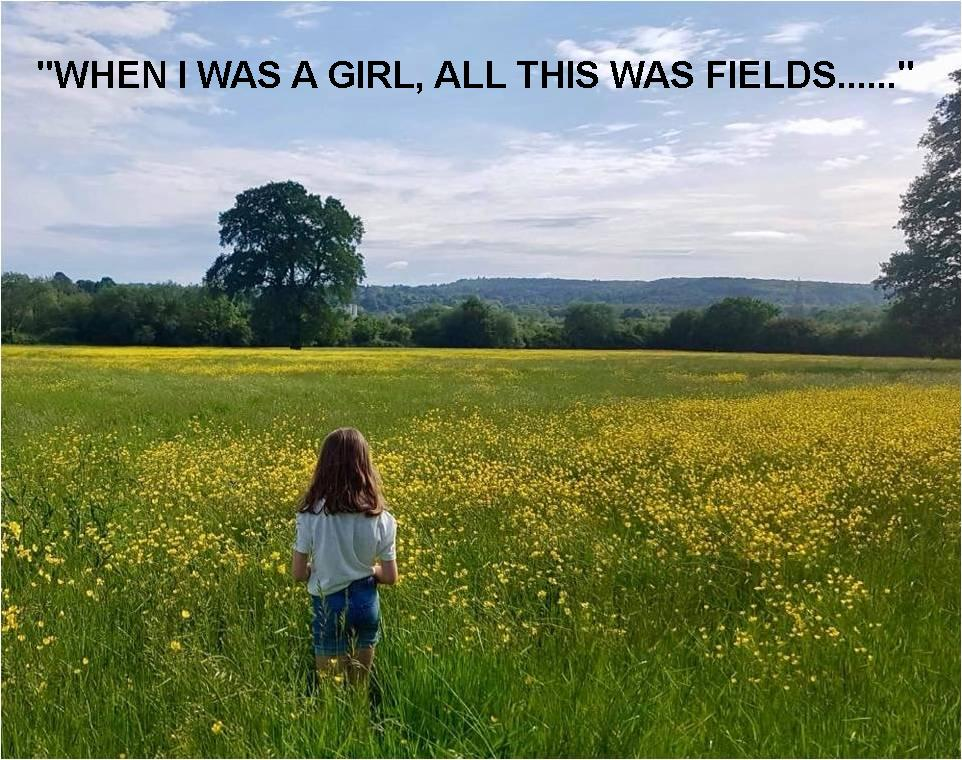 "WHEN I WAS A GIRL, ALL THIS WAS FIELDS......"